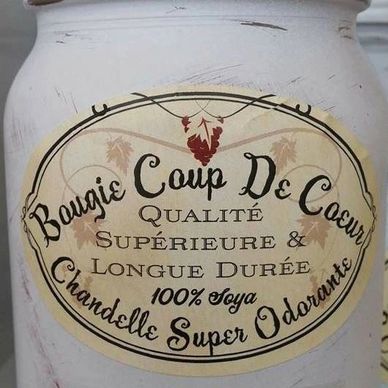 Bougie Coup De Coeur
QUALITÉ
SUPÉRIEURE &
LONGUE DURÉE
100% Soya
Chandelle Super Odorante